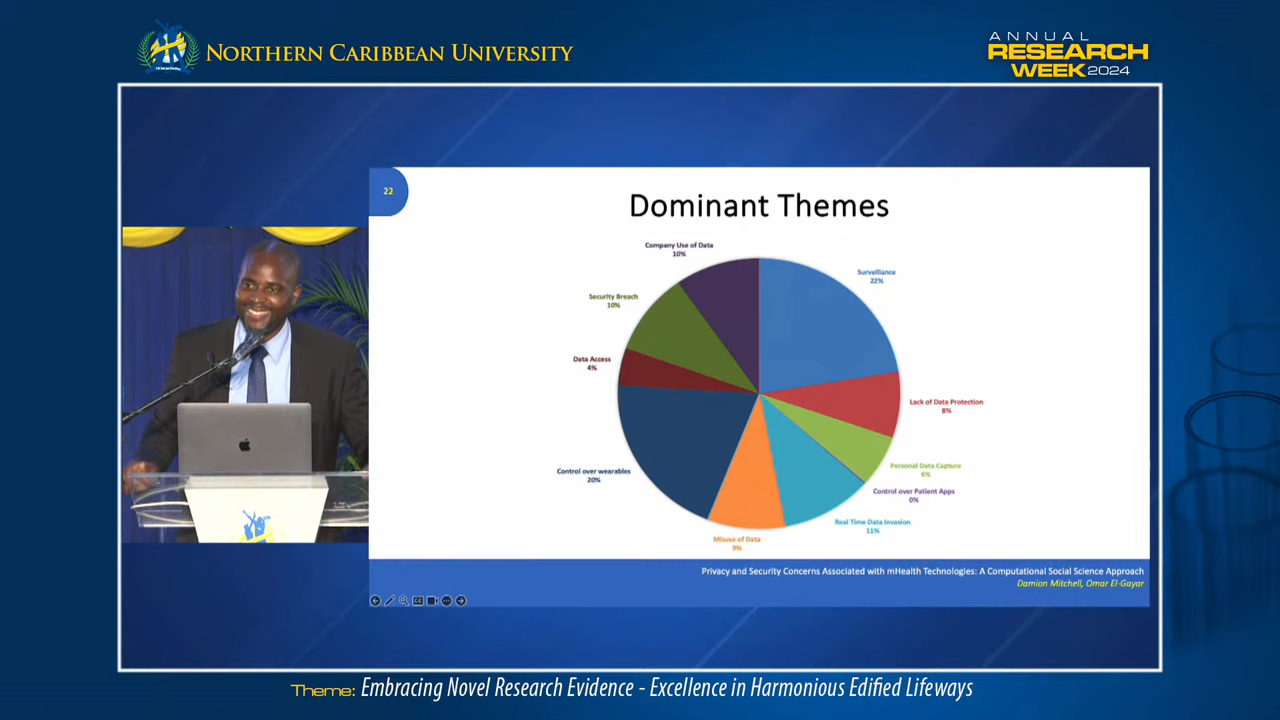 NORTHERN CARIBBEAN UNIVERSITY
ANNUAL
RESEARCH
WEEK 2024
22
Dominant Themes
Company Use of Data
10%
Survelliance
22%
Security Breach
10%
Data Access
4%
Lack of Data Protection
8%
Control over wearables
20%
Personal Data Capture
6%
Control over Patient Apps
0%
Real Time Data Invasion
11%
Misuse of Data
9%
Privacy and Security Concerns Associated with mHealth Technologies: A Computational Social Science Approach
Damion Mitchell, Omar El-Gayar
Theme: Embracing Novel Research Evidence - Excellence in Harmonious Edified Lifeways